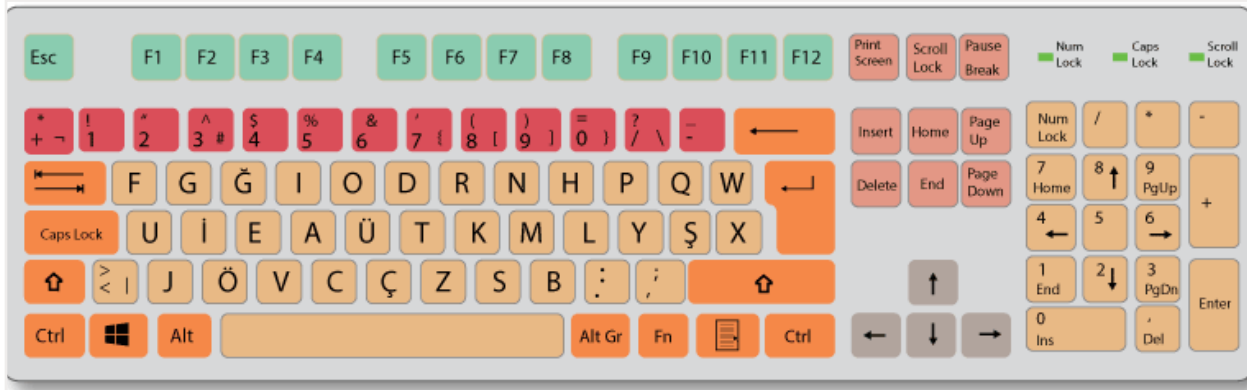 Esc F1 F2 F3 F4 F5 F6 F7 F8 F9 F10 F11 F12 Print Screen Scroll Lock Pause Break Num Lock Caps Lock Scroll Lock
* + ¬ ! 1 " 2 ^ 3 # $ 4 % 5 & 6 ' 7 { ( 8 [ ) 9 ] = 0 } ? / \ _ - Insert Home Page Up Num Lock / * -
F G Ğ I O D R N H P Q W Delete End Page Down 7 Home 8 9 PgUp +
Caps Lock U İ E A Ü T K M L Y Ş X 4 5 6
> < | J Ö V C Ç Z S B : . ; , 1 End 2 3 PgDn Enter
Ctrl Alt Alt Gr Fn Ctrl 0 Ins , Del